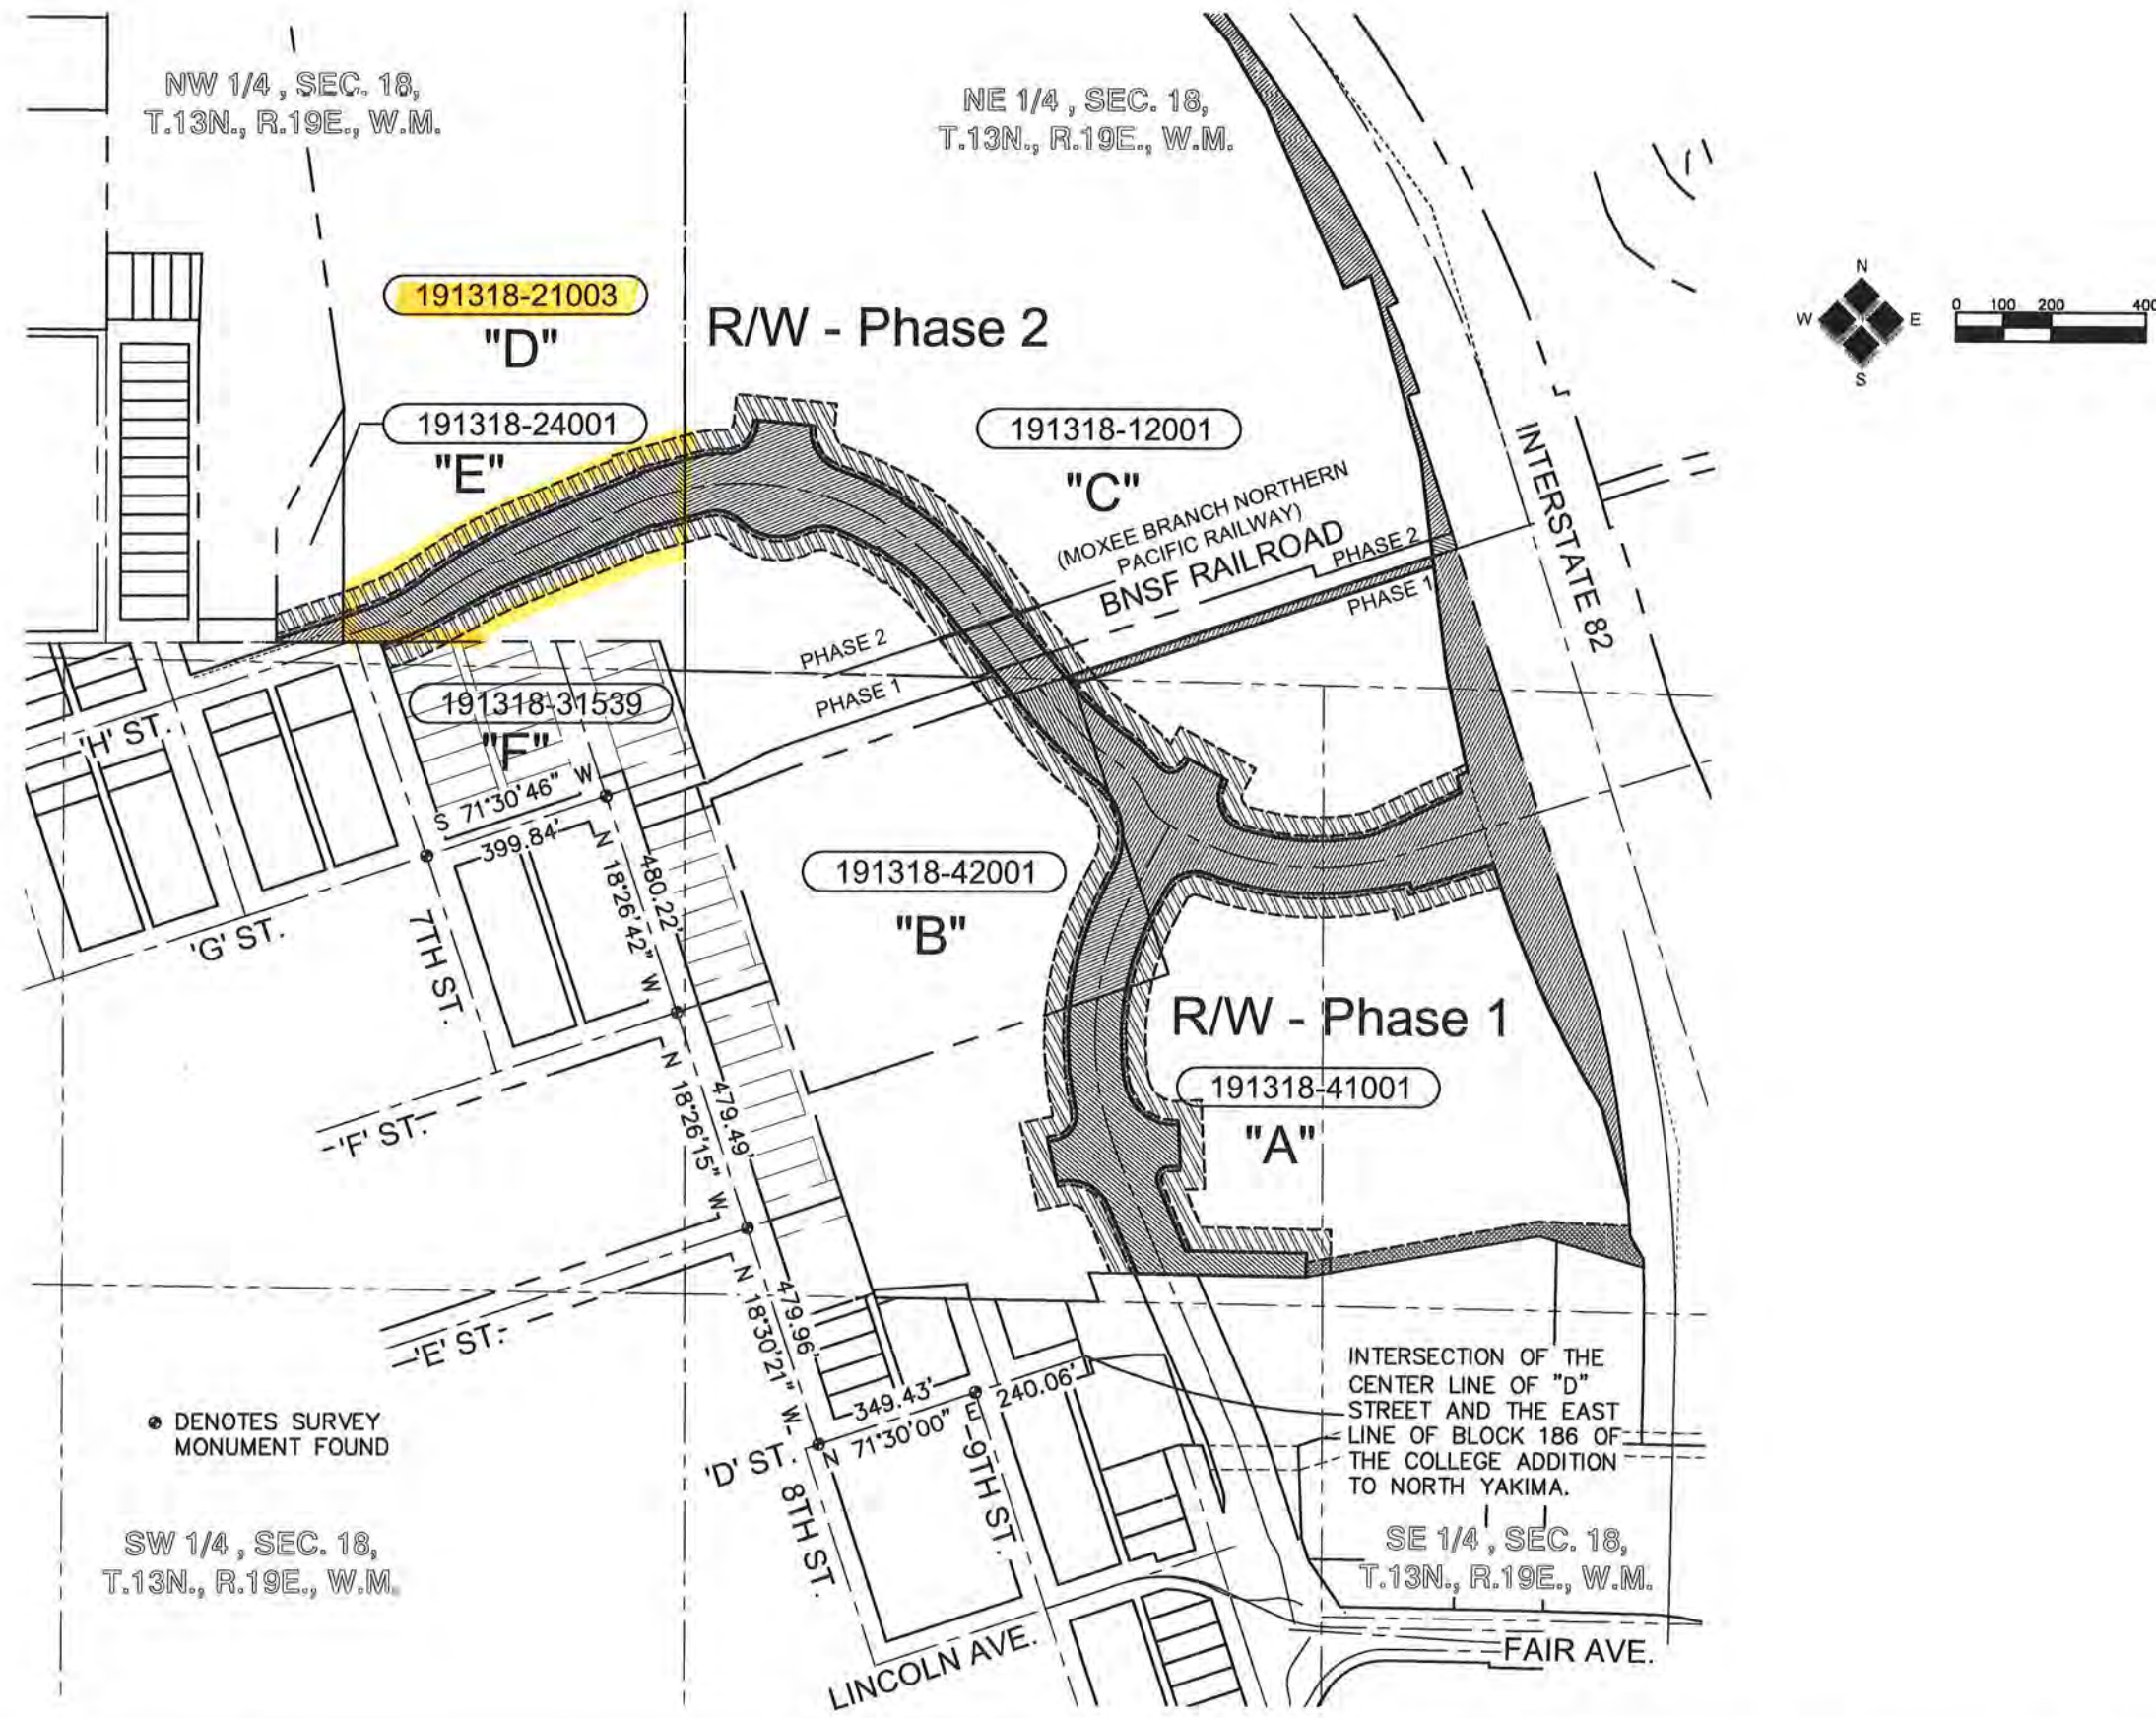 NW 1/4 , SEC. 18,
T.13N., R.19E., W.M.
NE 1/4 , SEC. 18,
T.13N., R.19E., W.M.
N
W
E
S
0 100 200 400
191318-21003
"D"
R/W - Phase 2
191318-24001
"E"
191318-12001
"C"
(MOXEE BRANCH NORTHERN
PACIFIC RAILWAY)
BNSF RAILROAD
PHASE 2
PHASE 1
INTERSTATE 82
PHASE 2
PHASE 1
191318-31539
"F"
'H' ST.
S 71°30'46" W
399.84'
N 18°26'42" W
480.22'
'G' ST.
7TH ST.
191318-42001
"B"
R/W - Phase 1
191318-41001
"A"
'F' ST.
N 18°26'15" W
479.49'
'E' ST.
N 18°30'21" W
479.96'
349.43'
240.06'
N 71°30'00" E
'D' ST.
8TH ST.
9TH ST.
INTERSECTION OF THE
CENTER LINE OF "D"
STREET AND THE EAST
LINE OF BLOCK 186 OF
THE COLLEGE ADDITION
TO NORTH YAKIMA.
DENOTES SURVEY
MONUMENT FOUND
SW 1/4 , SEC. 18,
T.13N., R.19E., W.M.
SE 1/4 , SEC. 18,
T.13N., R.19E., W.M.
LINCOLN AVE.
FAIR AVE.